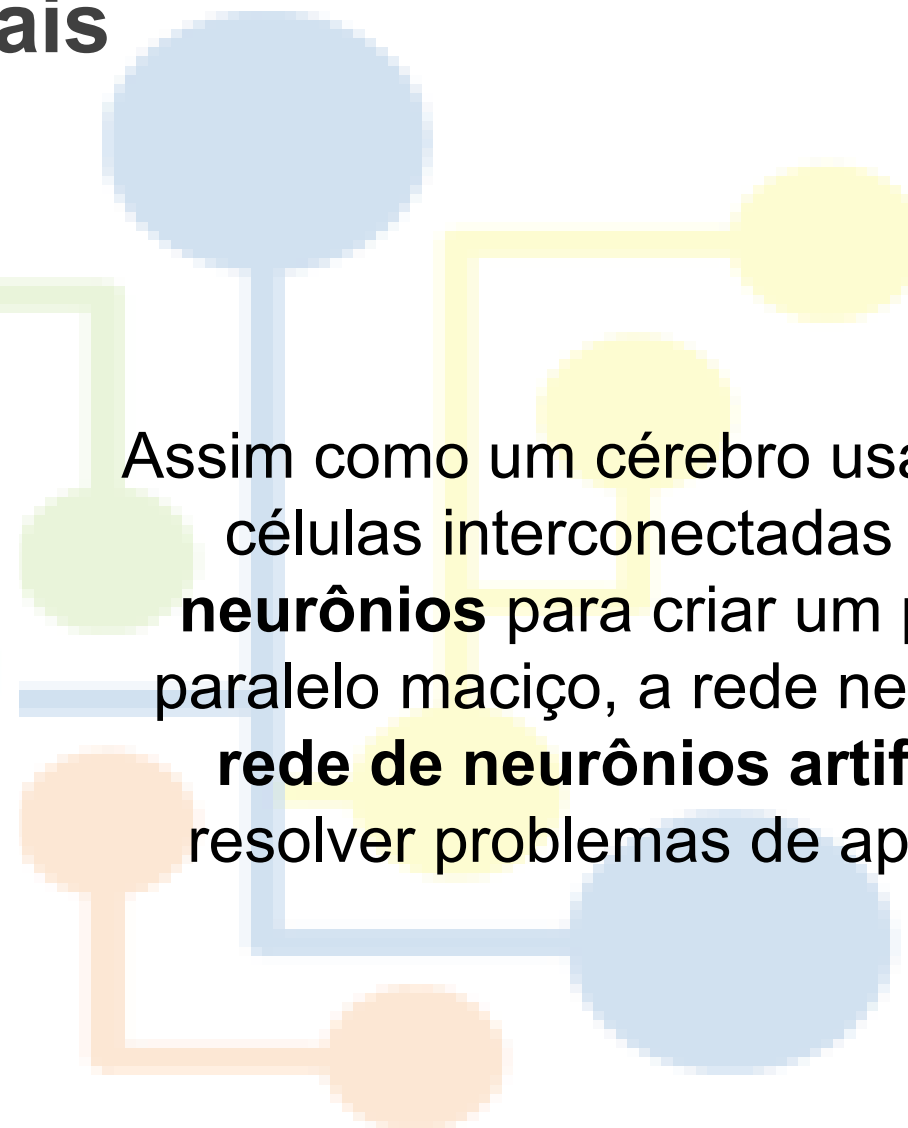 ais
Assim como um cérebro usa
células interconectadas
neurônios para criar um p
paralelo maciço, a rede ne
rede de neurônios artif
resolver problemas de ap